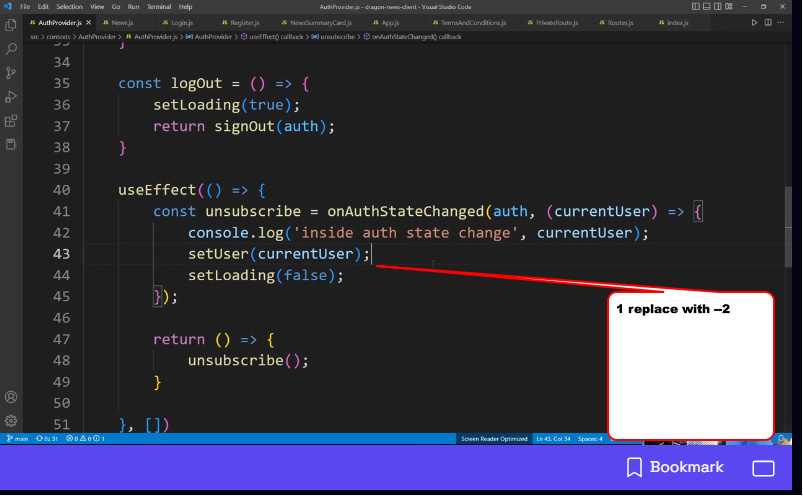 File Edit Selection View Go Run Terminal Help AuthProvider.js - dragon-news-client - Visual Studio Code
AuthProvider.js News.js Login.js Register.js NewsSummaryCard.js App.js TermsAndConditions.js PrivateRoute.js Routes.js index.js
src > contexts > AuthProvider > AuthProvider.js > AuthProvider > useEffect() callback > unsubscribe > onAuthStateChanged() callback
33 }
34
35 const logOut = () => {
36 setLoading(true);
37 return signOut(auth);
38 }
39
40 useEffect(() => {
41 const unsubscribe = onAuthStateChanged(auth, (currentUser) => {
42 console.log('inside auth state change', currentUser);
43 setUser(currentUser);
44 setLoading(false);
45 });
46
47 return () => {
48 unsubscribe();
49 }
50
51 }, [])
1 replace with --2
main 0↓ 3↑ 0 0 1 Screen Reader Optimized Ln 43, Col 34 Spaces: 4
Bookmark